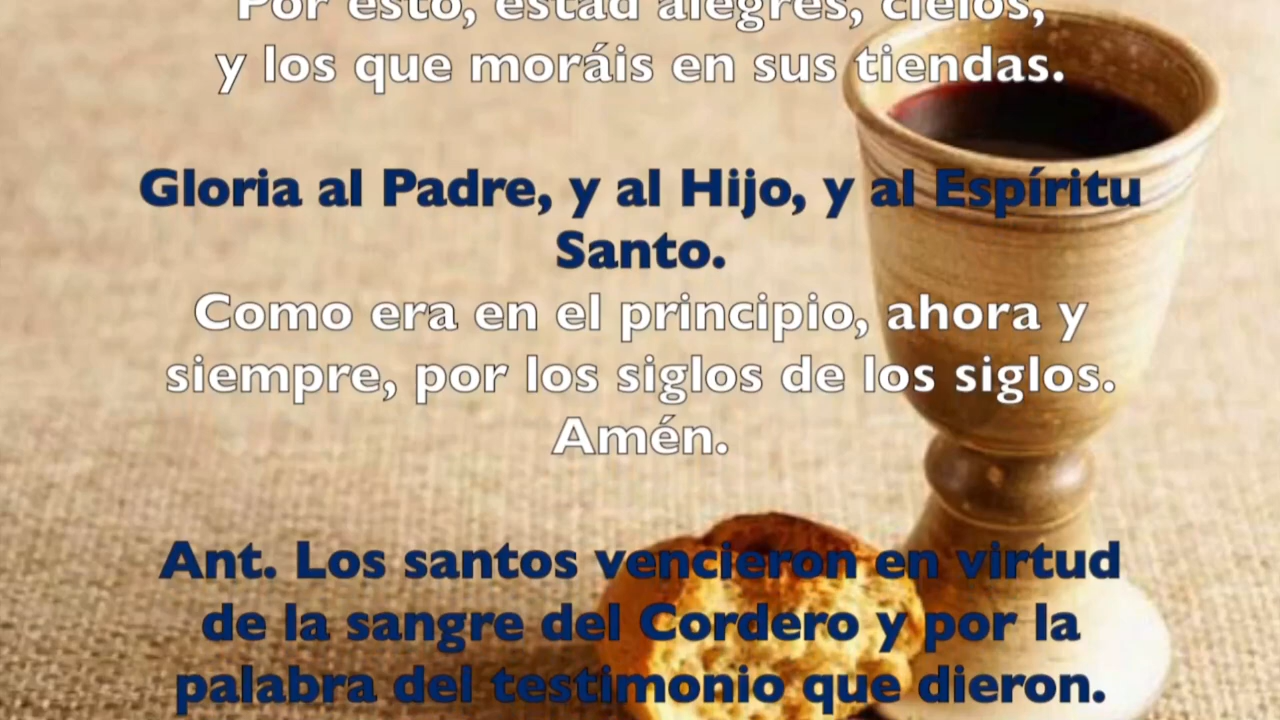 Por esto, estad alegres, cielos,
y los que moráis en sus tiendas.
Gloria al Padre, y al Hijo, y al Espíritu
Santo.
Como era en el principio, ahora y
siempre, por los siglos de los siglos.
Amén.
Ant. Los santos vencieron en virtud
de la sangre del Cordero y por la
palabra del testimonio que dieron.